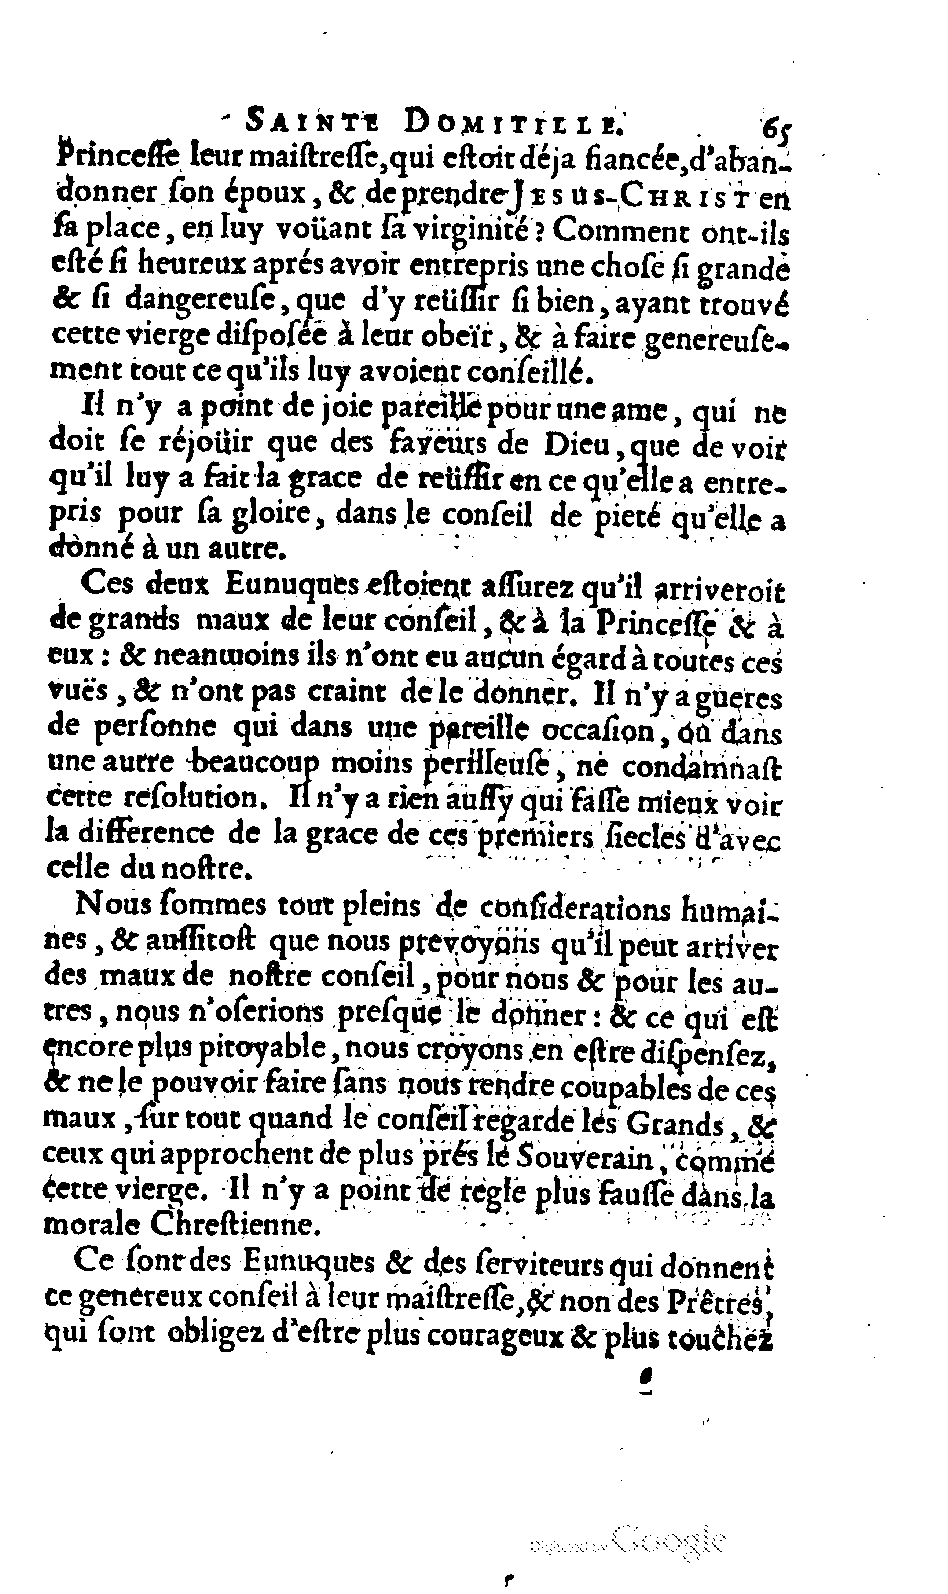 SAINTE DOMITILLE. 65
Princesse leur maistresse, qui estoit déja fiancée, d'aban-
donner son époux, & de prendre JESUS-CHRIST en
sa place, en luy voüant sa virginité? Comment ont-ils
esté si heureux aprés avoir entrepris une chose si grande
& si dangereuse, que d'y reüssir si bien, ayant trouvé
cette vierge disposée à leur obeïr, & à faire genereuse-
ment tout ce qu'ils luy avoient conseillé.
Il n'y a point de joie pareille pour une ame, qui ne
doit se réjoüir que des faveurs de Dieu, que de voir
qu'il luy a fait la grace de reüssir en ce qu'elle a entre-
pris pour sa gloire, dans le conseil de pieté qu'elle a
donné à un autre.
Ces deux Eunuques estoient assurez qu'il arriveroit
de grands maux de leur conseil, & à la Princesse & à
eux: & neanmoins ils n'ont eu aucun égard à toutes ces
vuës, & n'ont pas craint de le donner. Il n'y a gueres
de personne qui dans une pareille occasion, ou dans
une autre beaucoup moins perilleuse, ne condamnast
cette resolution. Il n'y a rien aussy qui fasse mieux voir
la difference de la grace de ces premiers siecles d'avec
celle du nostre.
Nous sommes tout pleins de considerations humai-
nes, & aussitost que nous prevoyons qu'il peut arriver
des maux de nostre conseil, pour nous & pour les au-
tres, nous n'oserions presque le donner: & ce qui est
encore plus pitoyable, nous croyons en estre dispensez,
& ne le pouvoir faire sans nous rendre coupables de ces
maux, sur tout quand le conseil regarde les Grands, &
ceux qui approchent de plus prés le Souverain, comme
cette vierge. Il n'y a point de regle plus fausse dans la
morale Chrestienne.
Ce sont des Eunuques & des serviteurs qui donnent
ce genereux conseil à leur maistresse, & non des Prêtres,
qui sont obligez d'estre plus courageux & plus touchez
Google